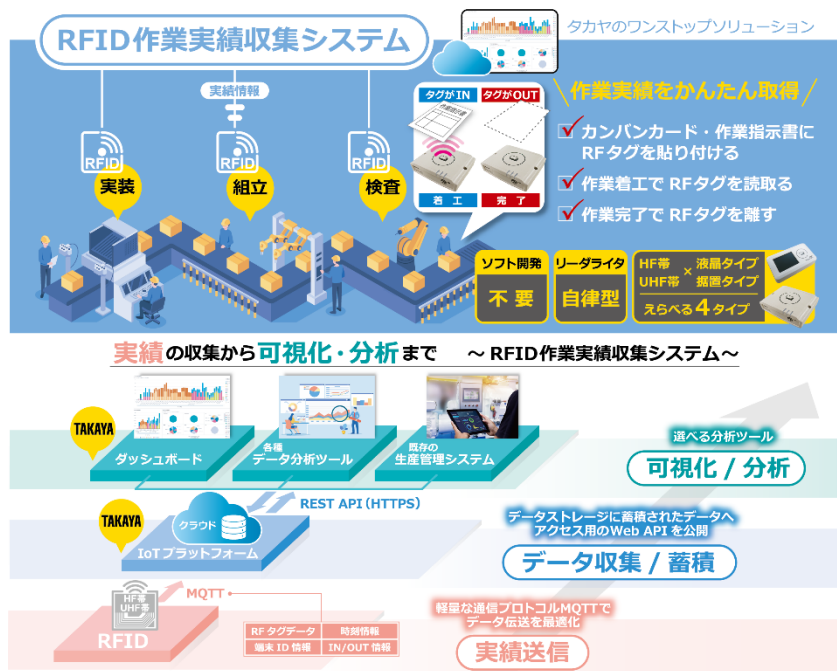 RFID作業実績収集システム
タカヤのワンストップソリューション
実績情報
RFID
RFID
RFID
実装
組立
検査
タグがIN
タグがOUT
作業指示書
着工
完了
作業実績をかんたん取得
カンバンカード・作業指示書に
RFタグを貼り付ける
作業着工でRFタグを読取る
作業完了でRFタグを離す
ソフト開発
不要
リーダライタ
自律型
HF帯
UHF帯
×
液晶タイプ
据置タイプ
えらべる4タイプ
実績の収集から可視化・分析まで ～RFID作業実績収集システム～
TAKAYA
ダッシュボード
各種
データ分析ツール
既存の
生産管理システム
選べる分析ツール
可視化 / 分析
REST API(HTTPS)
TAKAYA
クラウド
IoTプラットフォーム
データストレージに蓄積されたデータへ
アクセス用のWeb APIを公開
データ収集 / 蓄積
HF帯
UHF帯
RFID
MQTT
RFタグデータ
時刻情報
端末ID情報
IN/OUT情報
軽量な通信プロトコルMQTTで
データ伝送を最適化
実績送信